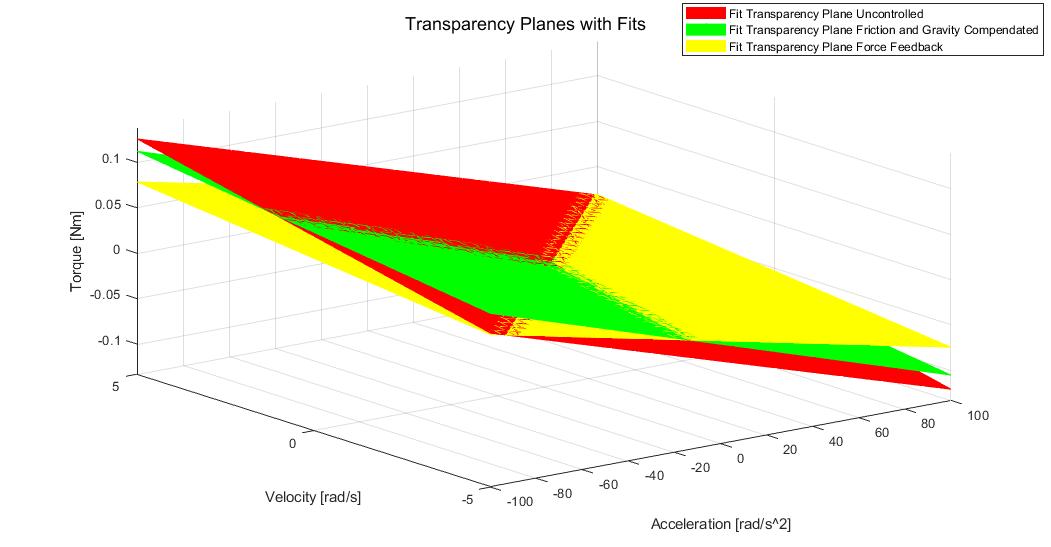 Transparency Planes with Fits
Fit Transparency Plane Uncontrolled
Fit Transparency Plane Friction and Gravity Compendated
Fit Transparency Plane Force Feedback
0.1
0.05
0
-0.05
-0.1
Torque [Nm]
5
0
-5
Velocity [rad/s]
-100
-80
-60
-40
-20
0
20
40
60
80
100
Acceleration [rad/s^2]